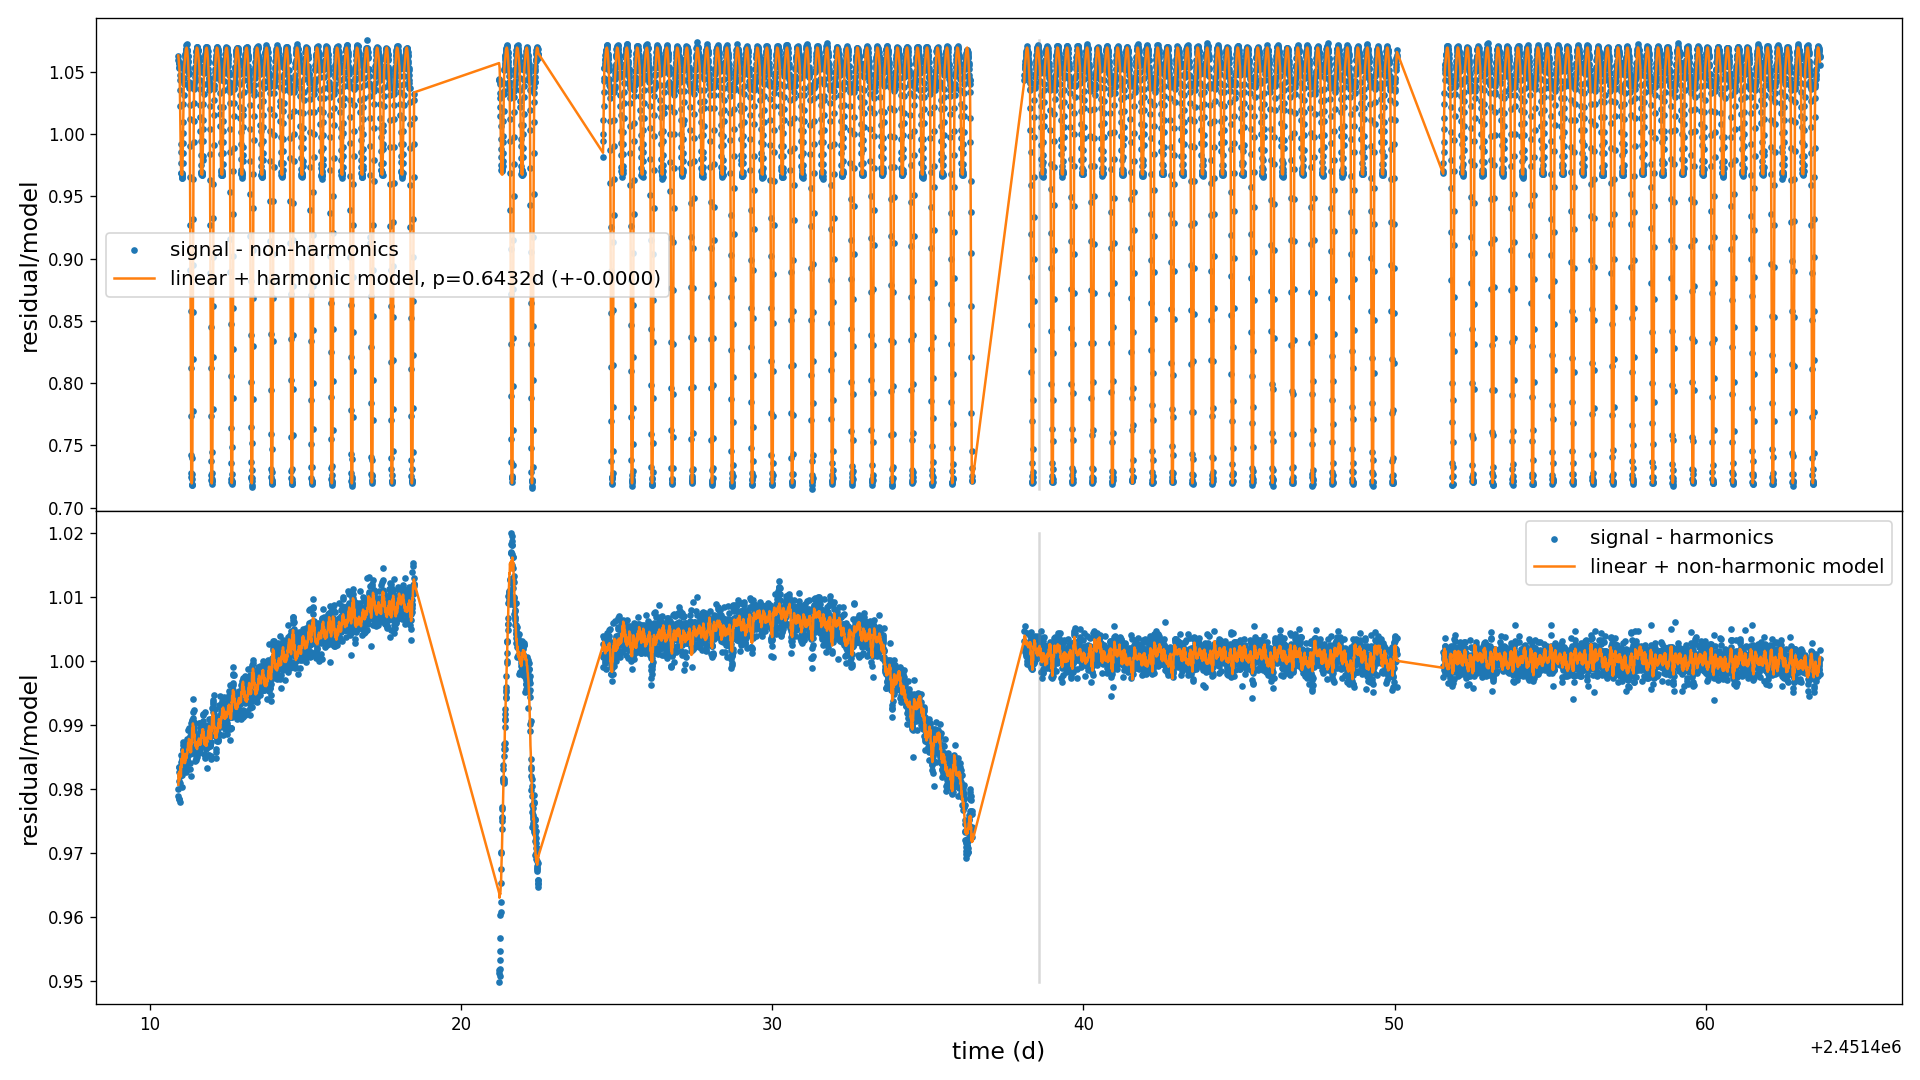 1.05
1.00
0.95
0.90
0.85
0.80
0.75
0.70
residual/model
signal - non-harmonics
linear + harmonic model, p=0.6432d (+-0.0000)
1.02
1.01
1.00
0.99
0.98
0.97
0.96
0.95
residual/model
signal - harmonics
linear + non-harmonic model
10 20 30 40 50 60
time (d)
+2.4514e6